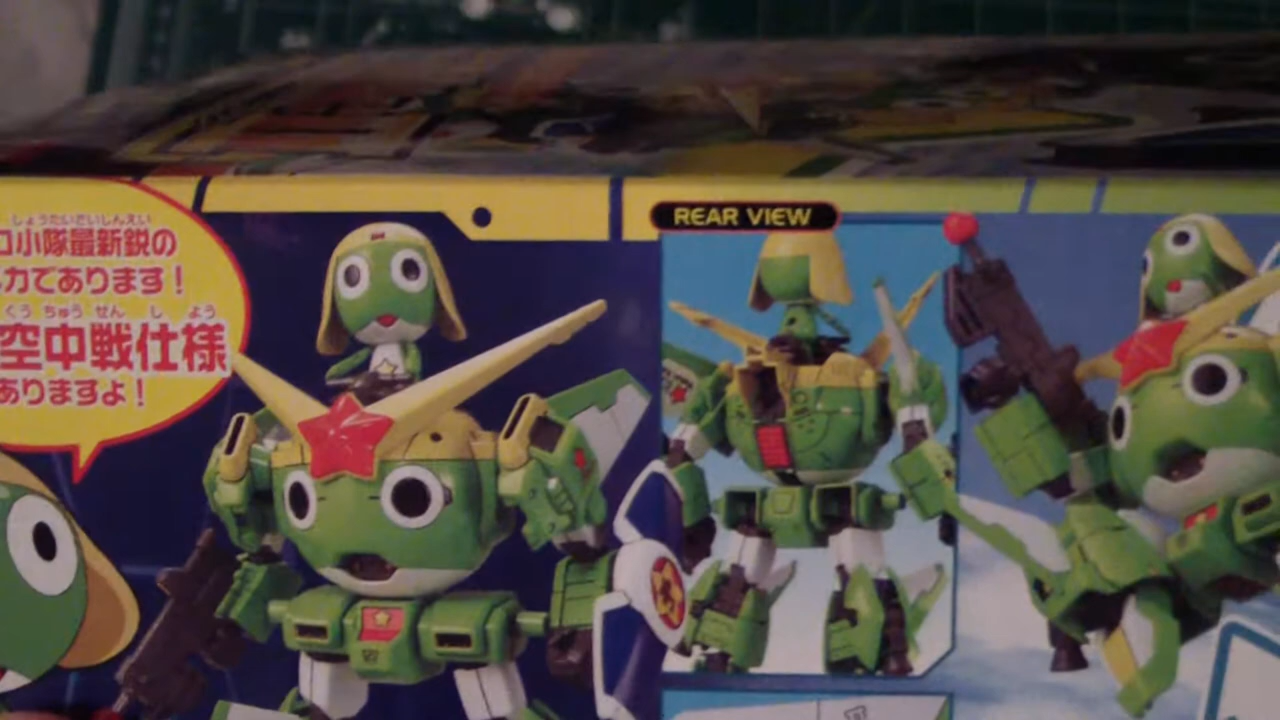 しょうたいさいしんえい
ロ小隊最新鋭の
カであります！
くうちゅうせんしよう
空中戦仕様
ありますよ！
REAR VIEW